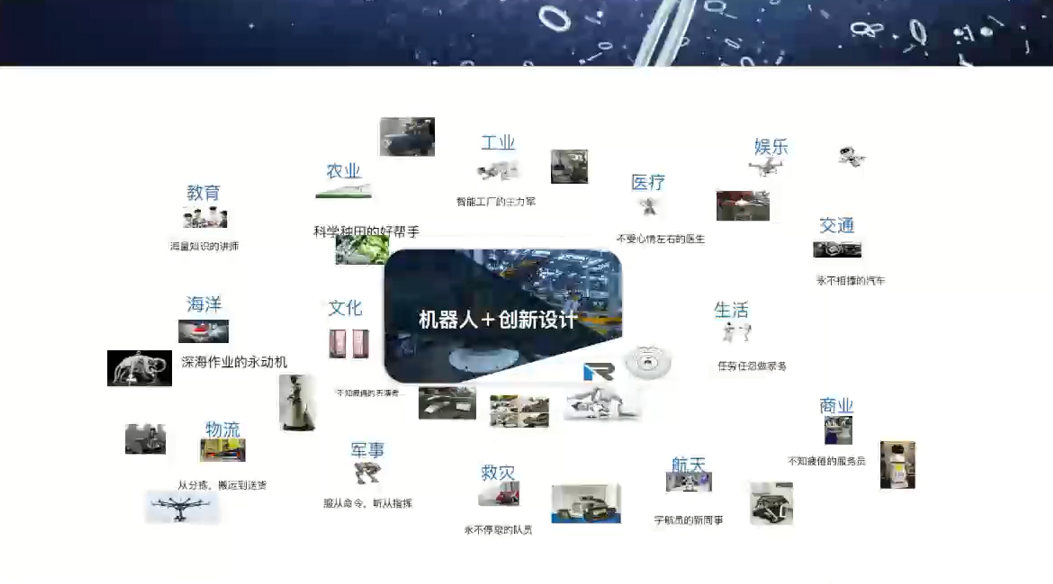 工业
娱乐
农业
医疗
教育
智能工厂的主力军
交通
科学种田的好帮手
不受心情左右的医生
海量知识的讲师
永不相撞的汽车
海洋
文化
生活
机器人+创新设计
深海作业的永动机
任劳任怨做家务
不知疲倦的表演者...
商业
物流
军事
不知疲倦的服务员
救灾
航天
从分拣、搬运到送货
服从命令、听从指挥
宇航员的新同事
永不停歇的队员